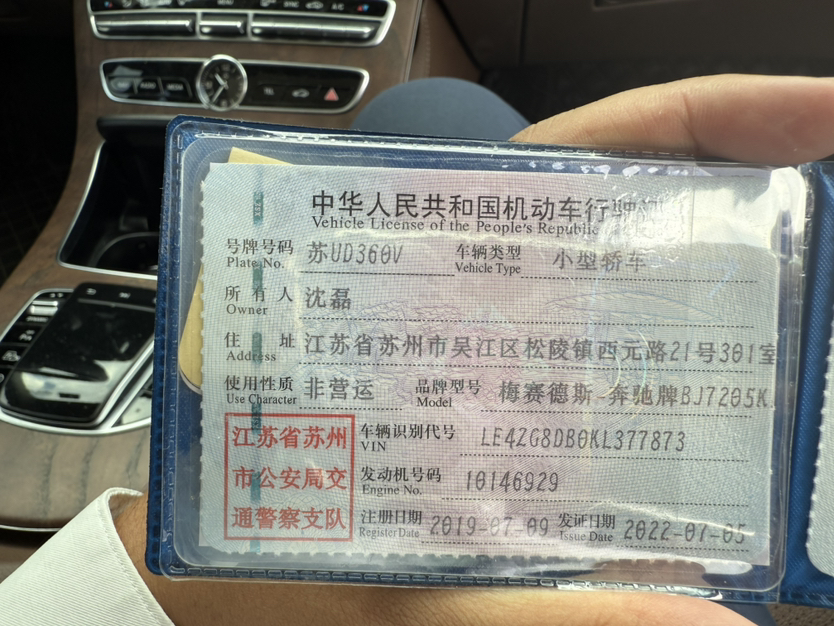 中华人民共和国机动车行驶证
Vehicle License of the People's Republic
号牌号码 苏UD360V 车辆类型 小型轿车
Plate No. Vehicle Type
所有人 沈磊
Owner
住址 江苏省苏州市吴江区松陵镇西元路21号301室
Address
使用性质 非营运 品牌型号 梅赛德斯-奔驰牌BJ7205K
Use Character Model
江苏省苏州
市公安局交
通警察支队
车辆识别代号 LE4ZG8DB0KL377873
VIN
发动机号码 10146929
Engine No.
注册日期 2019-07-09 发证日期 2022-07-05
Register Date Issue Date